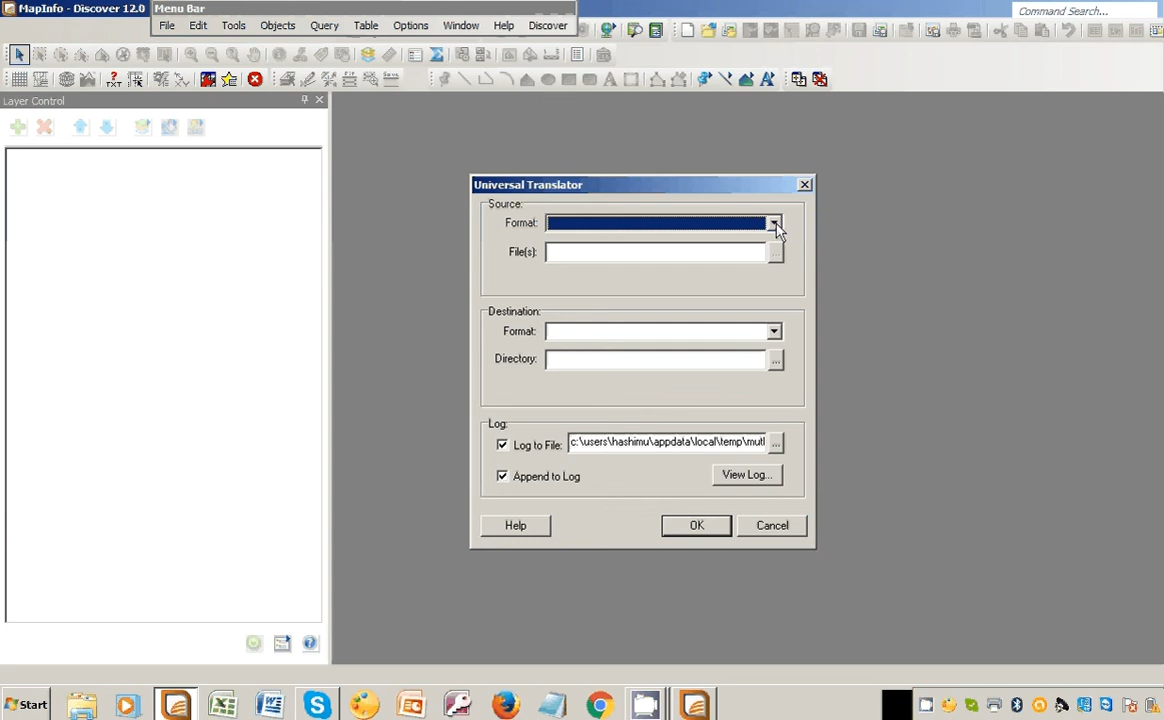 MapInfo - Discover 12.0
Menu Bar
Command Search...
File Edit Tools Objects Query Table Options Window Help Discover
Layer Control
Universal Translator
Source:
Format:
File(s):
...
Destination:
Format:
Directory:
...
Log:
Log to File: c:\users\hashimu\appdata\local\temp\mutl
...
Append to Log
View Log...
Help
OK
Cancel
Start